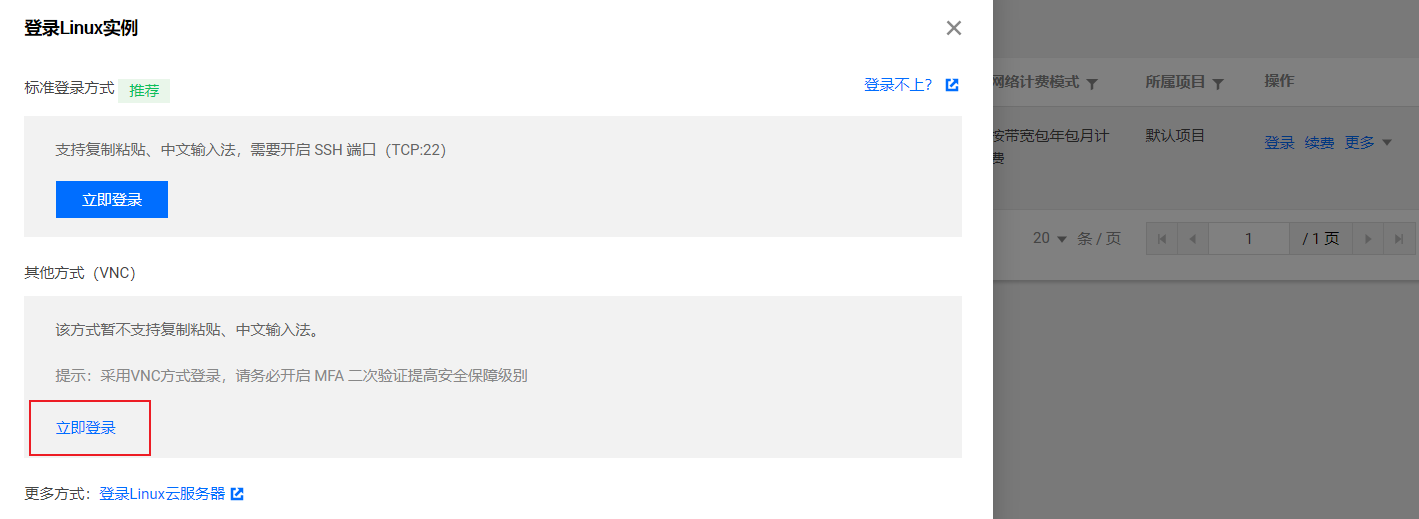 登录Linux实例
标准登录方式 推荐
登录不上？
支持复制粘贴、中文输入法，需要开启 SSH 端口（TCP:22）
立即登录
其他方式（VNC）
该方式暂不支持复制粘贴、中文输入法。
提示：采用VNC方式登录，请务必开启 MFA 二次验证提高安全保障级别
立即登录
更多方式：登录Linux云服务器
网络计费模式 所属项目 操作
按带宽包年包月计 默认项目 登录 续费 更多
费
20 条 / 页 1 / 1 页